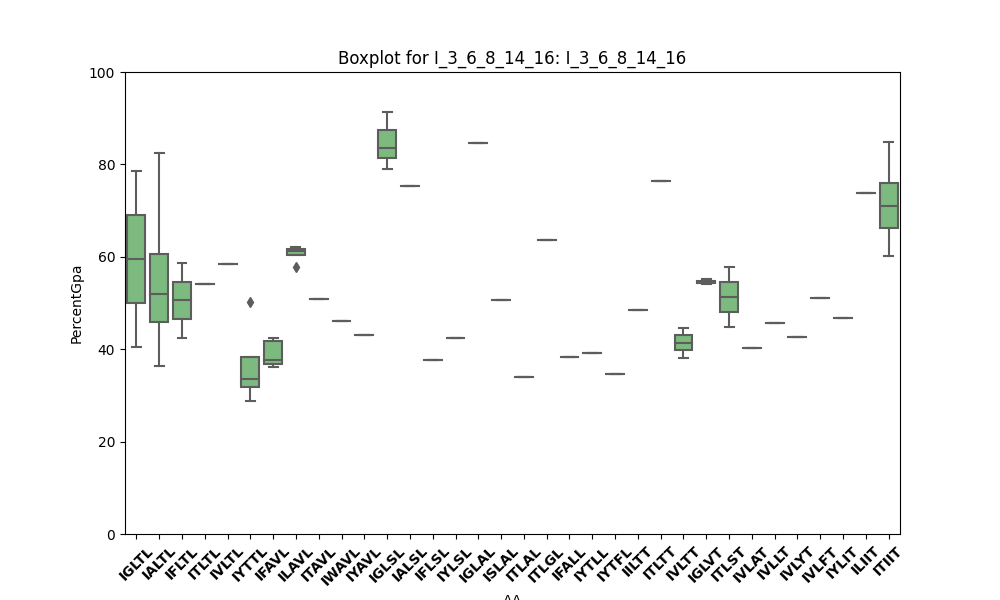 Boxplot for I_3_6_8_14_16: I_3_6_8_14_16
PercentGpa
100
80
60
40
20
0
IGLTL
IALTL
IFLTL
ITLTL
IVLTL
IYTTL
IFAVL
ILAVL
ITAVL
IWAVL
IYAVL
IGLSL
IALSL
IFLSL
IYLSL
IGLAL
ISLAL
ITLAL
ITLGL
IFALL
IYTLL
IYTFL
IILTT
ITLTT
IVLTT
IGLVT
ITLST
IVLAT
IVLLT
IVLYT
IVLFT
IYLIT
ILIIT
ITIIT